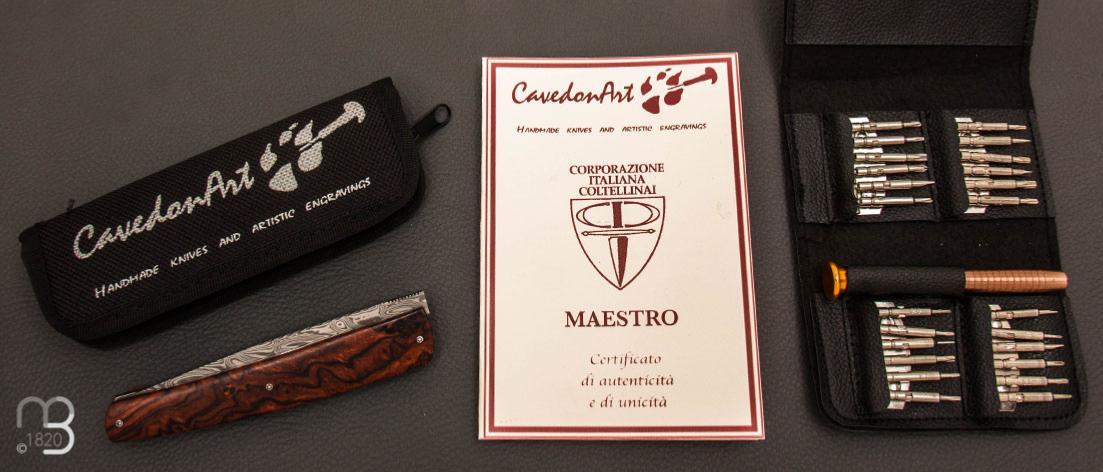 CavedonArt
HANDMADE KNIVES AND ARTISTIC ENGRAVINGS
CavedonArt
HANDMADE KNIVES AND ARTISTIC ENGRAVINGS
CORPORAZIONE
ITALIANA
COLTELLINAI
MAESTRO
Certificato
di autenticità
e di unicità
©1820